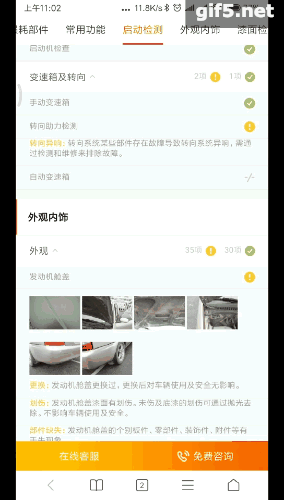 上午11:02
...11.8K/s
gif5.net
损耗部件 常用功能 启动检测 外观内饰 漆面检
启动机检查
变速箱及转向 2项 1项
手动变速箱
转向助力检测
转向异响：转向系统某些部件存在故障导致转向系统异响，需通
过检测和维修来排除故障。
自动变速箱 -/-
外观内饰
外观 35项 30项
发动机舱盖
更换：发动机舱盖更换过，更换后对车辆使用及安全无影响。
划伤：发动机舱盖漆面有划伤。未伤及底漆的划伤可通过抛光去
除。不影响车辆使用及安全。
部件缺失：发动机舱盖的个别板件、零部件、装饰件、附件等有
丢失现象
在线客服 免费咨询
2